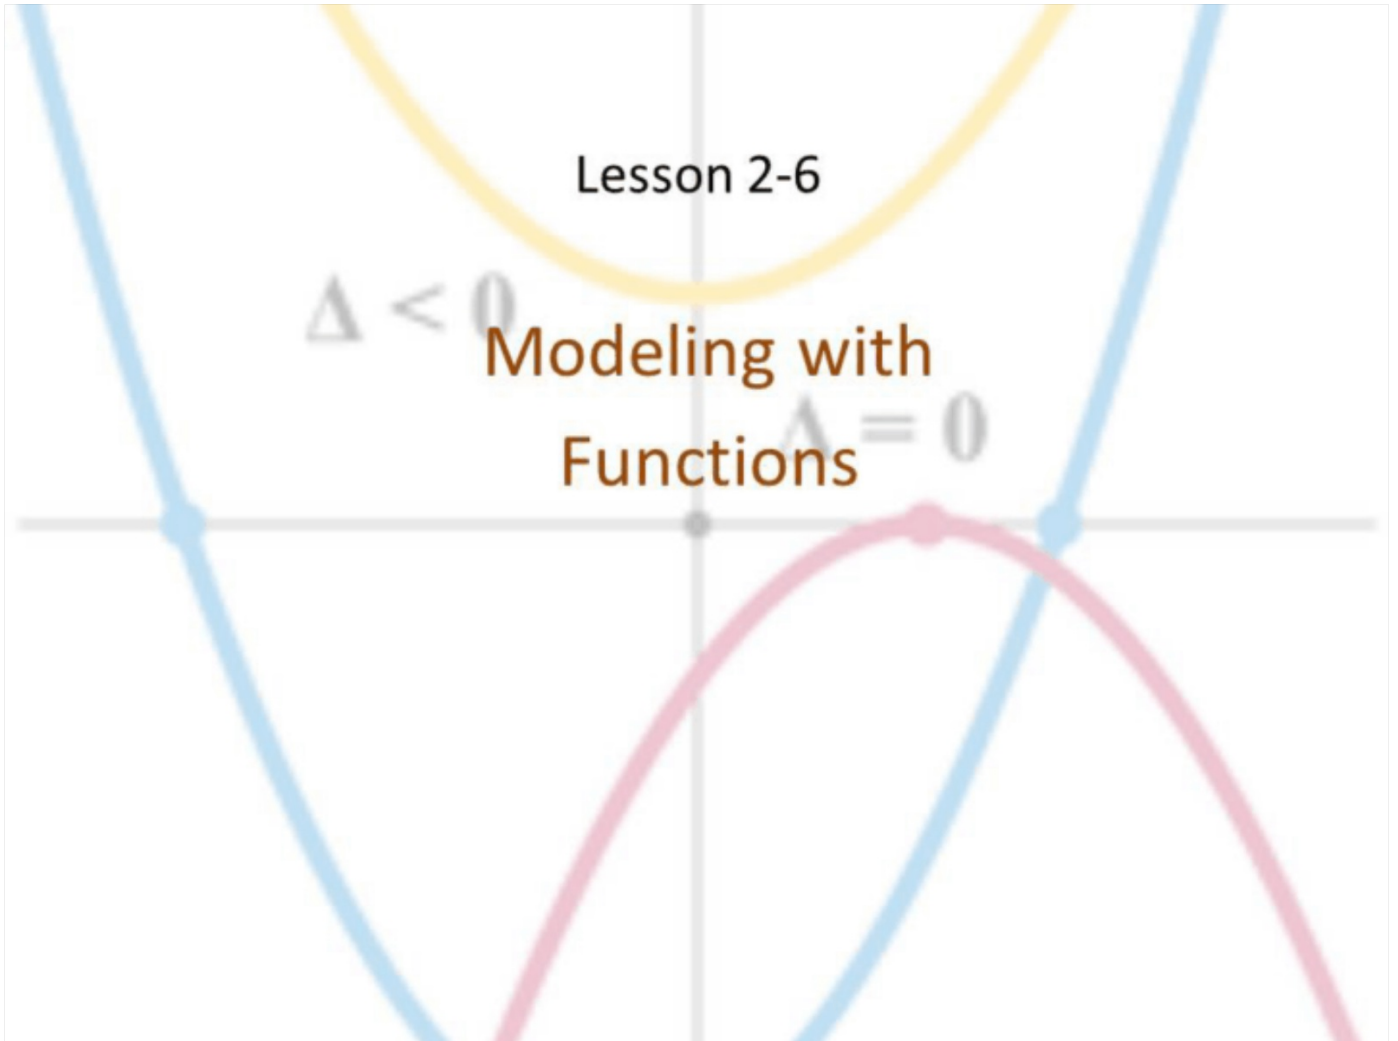 Lesson 2-6
Δ < 0
Modeling with
Δ = 0
Functions